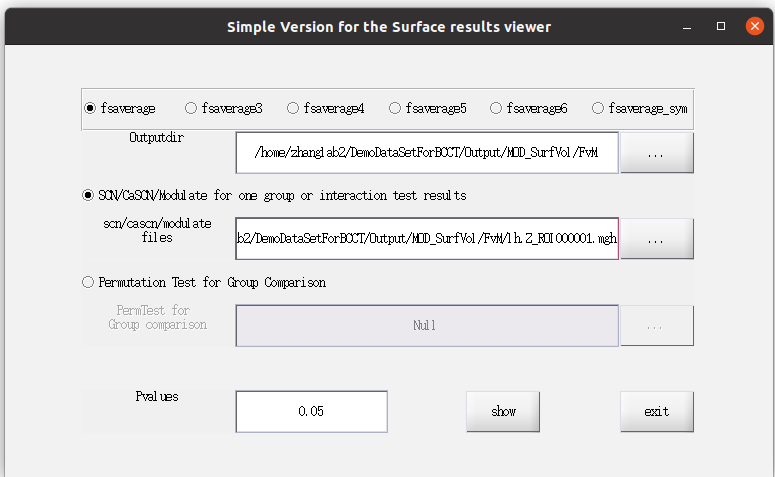 Simple Version for the Surface results viewer
fsaverage fsaverage3 fsaverage4 fsaverage5 fsaverage6 fsaverage_sym
Outputdir
/home/zhanglab2/DemoDataSetForBCCT/Output/MOD_SurfVol/FvM
...
SCN/CaSCN/Modulate for one group or interaction test results
scn/cascn/modulate
files
b2/DemoDataSetForBCCT/Output/MOD_SurfVol/FvM/lh.Z_ROI000001.mgh
...
Permutation Test for Group Comparison
PermTest for
Group comparison
Null
...
Pvalues
0.05
show
exit